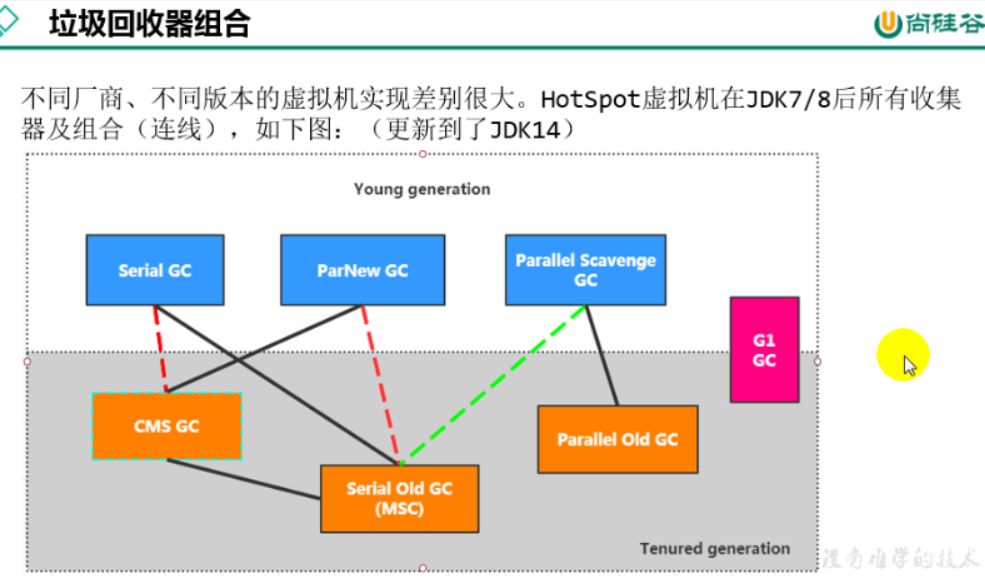 垃圾回收器组合
尚硅谷
不同厂商、不同版本的虚拟机实现差别很大。HotSpot虚拟机在JDK7/8后所有收集
器及组合（连线），如下图：（更新到了JDK14）
Young generation
Serial GC
ParNew GC
Parallel Scavenge
GC
G1
GC
CMS GC
Parallel Old GC
Serial Old GC
(MSC)
Tenured generation
没有难学的技术